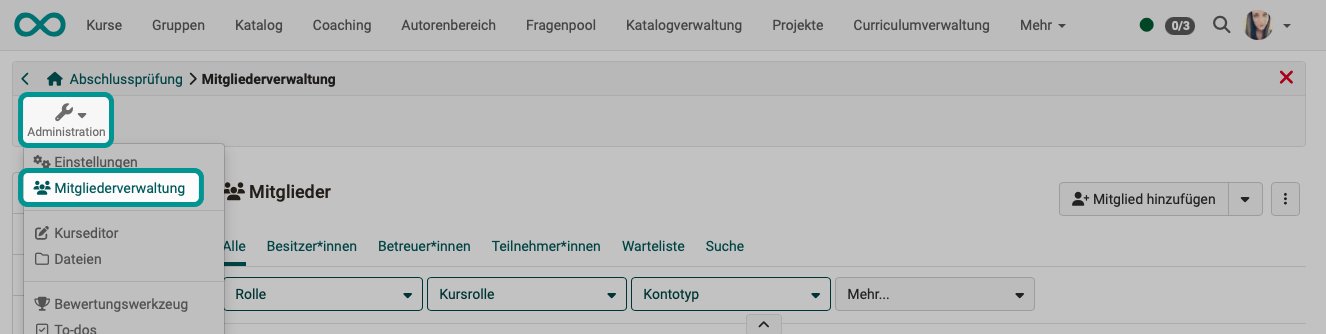 Kurse Gruppen Katalog Coaching Autorenbereich Fragenpool Katalogverwaltung Projekte Curriculumverwaltung Mehr 0/3
Abschlussprüfung Mitgliederverwaltung
Administration
Einstellungen
Mitgliederverwaltung
Kurseditor
Dateien
Bewertungswerkzeug
To-dos
Mitglieder
Mitglied hinzufügen
Alle Besitzer*innen Betreuer*innen Teilnehmer*innen Warteliste Suche
Rolle Kursrolle Kontotyp Mehr...